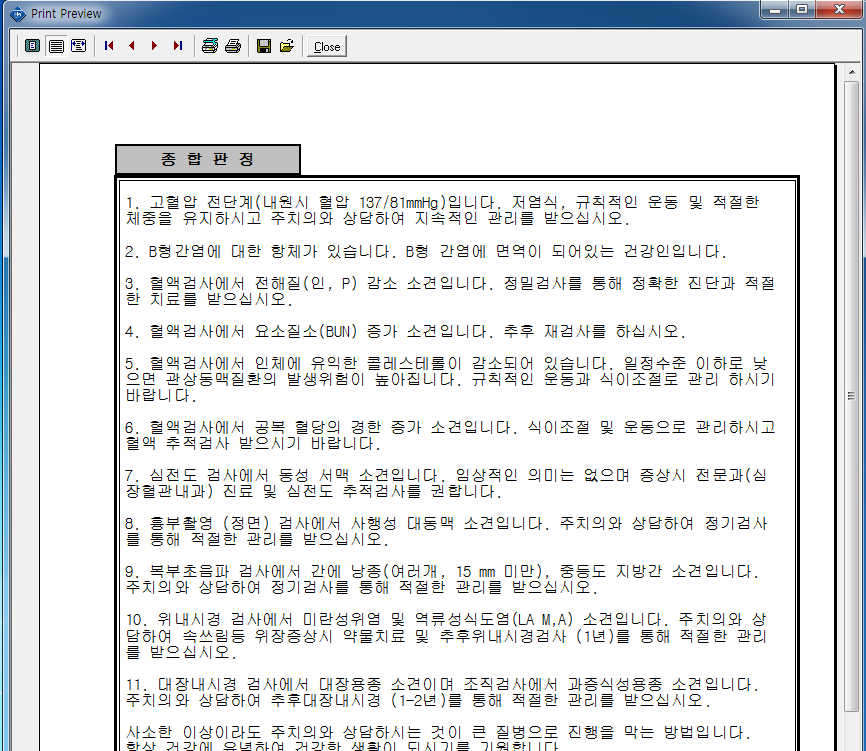 Print Preview
Close
종 합 판 정
1. 고혈압 전단계(내원시 혈압 137/81mmHg)입니다. 저염식, 규칙적인 운동 및 적절한
체중을 유지하시고 주치의와 상담하여 지속적인 관리를 받으십시오.
2. B형간염에 대한 항체가 있습니다. B형 간염에 면역이 되어있는 건강인입니다.
3. 혈액검사에서 전해질(인, P) 감소 소견입니다. 정밀검사를 통해 정확한 진단과 적절
한 치료를 받으십시오.
4. 혈액검사에서 요소질소(BUN) 증가 소견입니다. 추후 재검사를 하십시오.
5. 혈액검사에서 인체에 유익한 콜레스테롤이 감소되어 있습니다. 일정수준 이하로 낮
으면 관상동맥질환의 발생위험이 높아집니다. 규칙적인 운동과 식이조절로 관리 하시기
바랍니다.
6. 혈액검사에서 공복 혈당의 경한 증가 소견입니다. 식이조절 및 운동으로 관리하시고
혈액 추적검사 받으시기 바랍니다.
7. 심전도 검사에서 동성 서맥 소견입니다. 임상적인 의미는 없으며 증상시 전문과(심
장혈관내과) 진료 및 심전도 추적검사를 권합니다.
8. 흉부촬영 (정면) 검사에서 사행성 대동맥 소견입니다. 주치의와 상담하여 정기검사
를 통해 적절한 관리를 받으십시오.
9. 복부초음파 검사에서 간에 낭종(여러개, 15 mm 미만), 중등도 지방간 소견입니다.
주치의와 상담하여 정기검사를 통해 적절한 관리를 받으십시오.
10. 위내시경 검사에서 미란성위염 및 역류성식도염(LA M,A) 소견입니다. 주치의와 상
담하여 속쓰림등 위장증상시 약물치료 및 추후위내시경검사 (1년)를 통해 적절한 관리
를 받으십시오.
11. 대장내시경 검사에서 대장용종 소견이며 조직검사에서 과증식성용종 소견입니다.
주치의와 상담하여 추후대장내시경 (1-2년)를 통해 적절한 관리를 받으십시오.
사소한 이상이라도 주치의와 상담하시는 것이 큰 질병으로 진행을 막는 방법입니다.
항상 건강에 유념하여 건강한 생활이 되시기를 기원합니다.